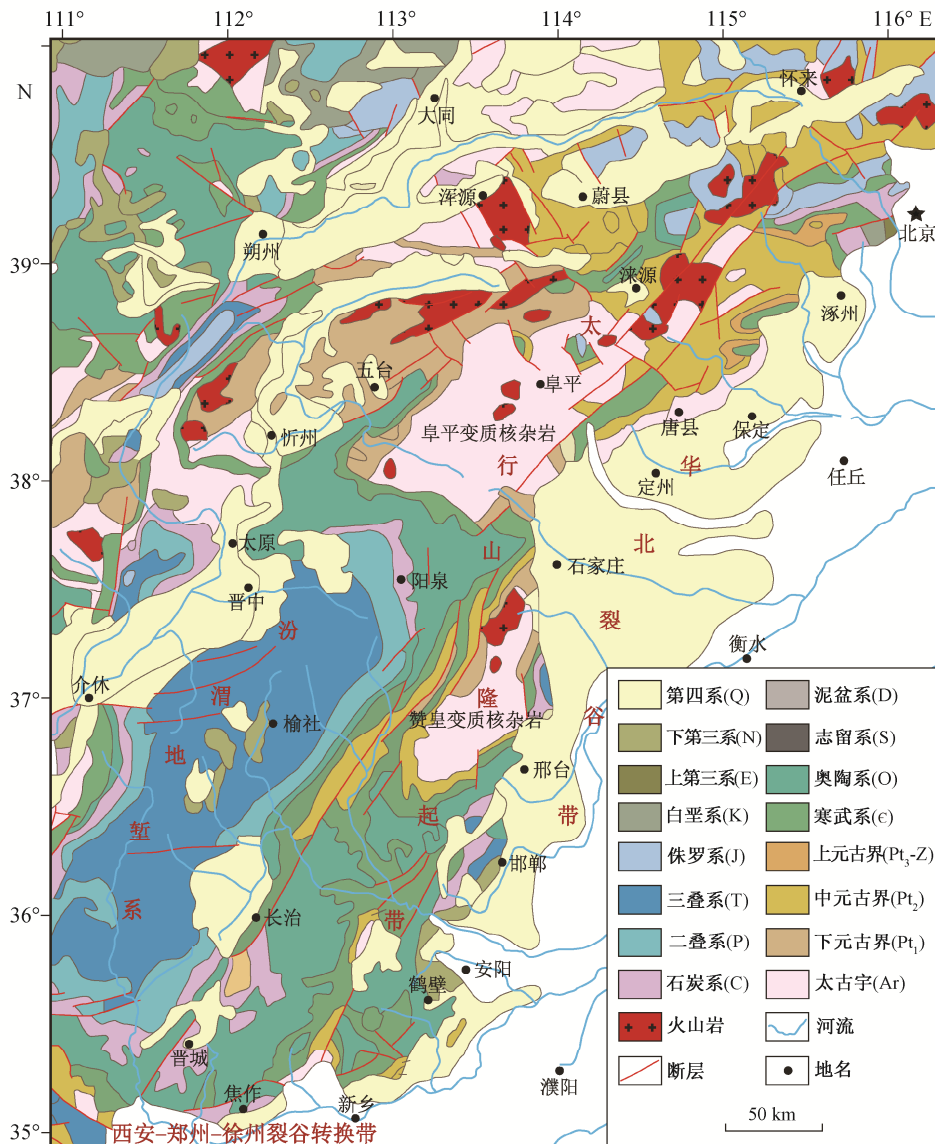 111° 112° 113° 114° 115° 116° E
N
怀来
大同
浑源
蔚县
北京
朔州
39°
涞源
涿州
太
五台
阜平
忻州
阜平变质核杂岩
唐县
保定
行
华
38°
定州
任丘
太原
山
北
阳泉
石家庄
晋中
汾
裂
衡水
介休
37°
渭
隆
榆社
赞皇变质核杂岩
谷
地
邢台
起
带
堑
邯郸
系
36°
长治
带
安阳
鹤壁
晋城
濮阳
焦作
新乡
35°
西安-郑州-徐州裂谷转换带
第四系(Q)
泥盆系(D)
下第三系(N)
志留系(S)
上第三系(E)
奥陶系(O)
白垩系(K)
寒武系(ϵ)
侏罗系(J)
上元古界(Pt₃-Z)
三叠系(T)
中元古界(Pt₂)
二叠系(P)
下元古界(Pt₁)
石炭系(C)
太古宇(Ar)
火山岩
河流
断层
地名
50 km